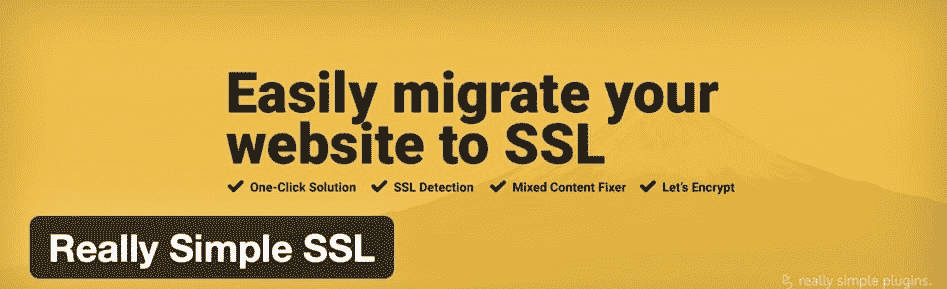 Easily migrate your
website to SSL
✔ One-Click Solution ✔ SSL Detection ✔ Mixed Content Fixer ✔ Let's Encrypt
Really Simple SSL
really simple plugins.